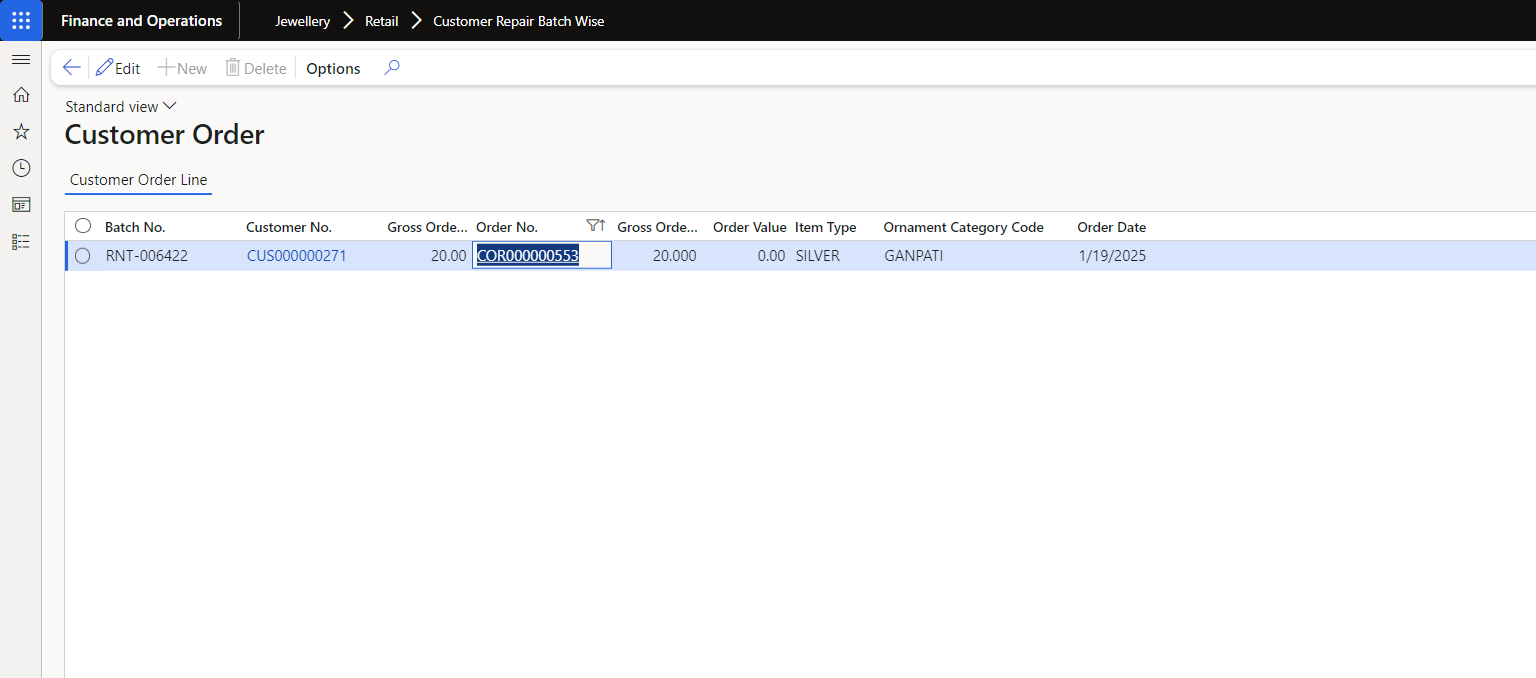 Finance and Operations Jewellery Retail Customer Repair Batch Wise
Edit New Delete Options
Standard view
Customer Order
Customer Order Line
Batch No. Customer No. Gross Orde... Order No. Gross Orde... Order Value Item Type Ornament Category Code Order Date
RNT-006422 CUS000000271 20.00 COR000000553 20.000 0.00 SILVER GANPATI 1/19/2025